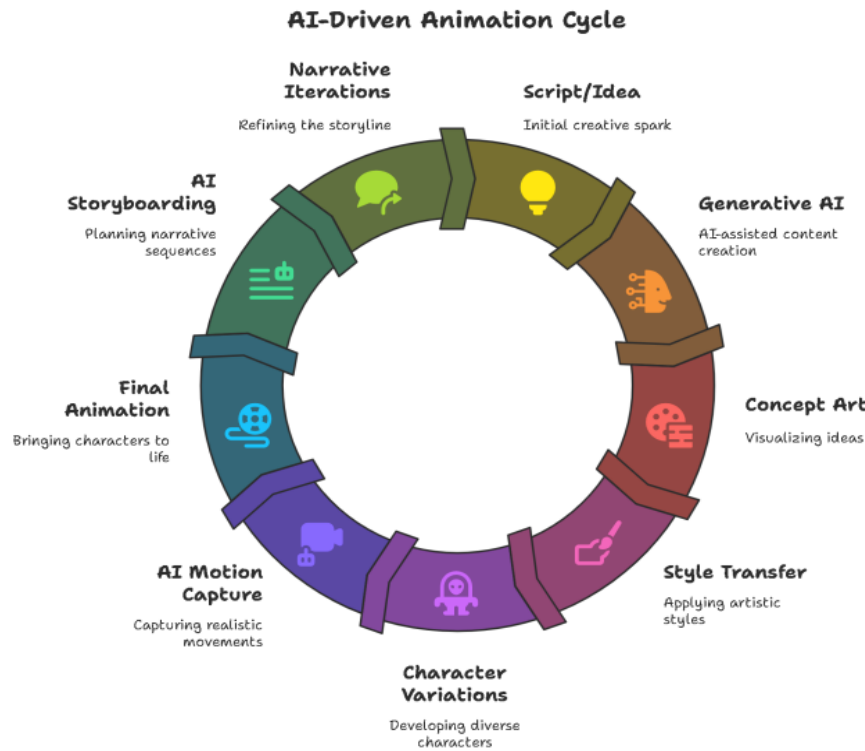 AI-Driven Animation Cycle
Script/Idea
Initial creative spark
Generative AI
AI-assisted content
creation
Concept Art
Visualizing ideas
Style Transfer
Applying artistic
styles
Character
Variations
Developing diverse
characters
AI Motion
Capture
Capturing realistic
movements
Final
Animation
Bringing characters to
life
AI
Storyboarding
Planning narrative
sequences
Narrative
Iterations
Refining the storyline